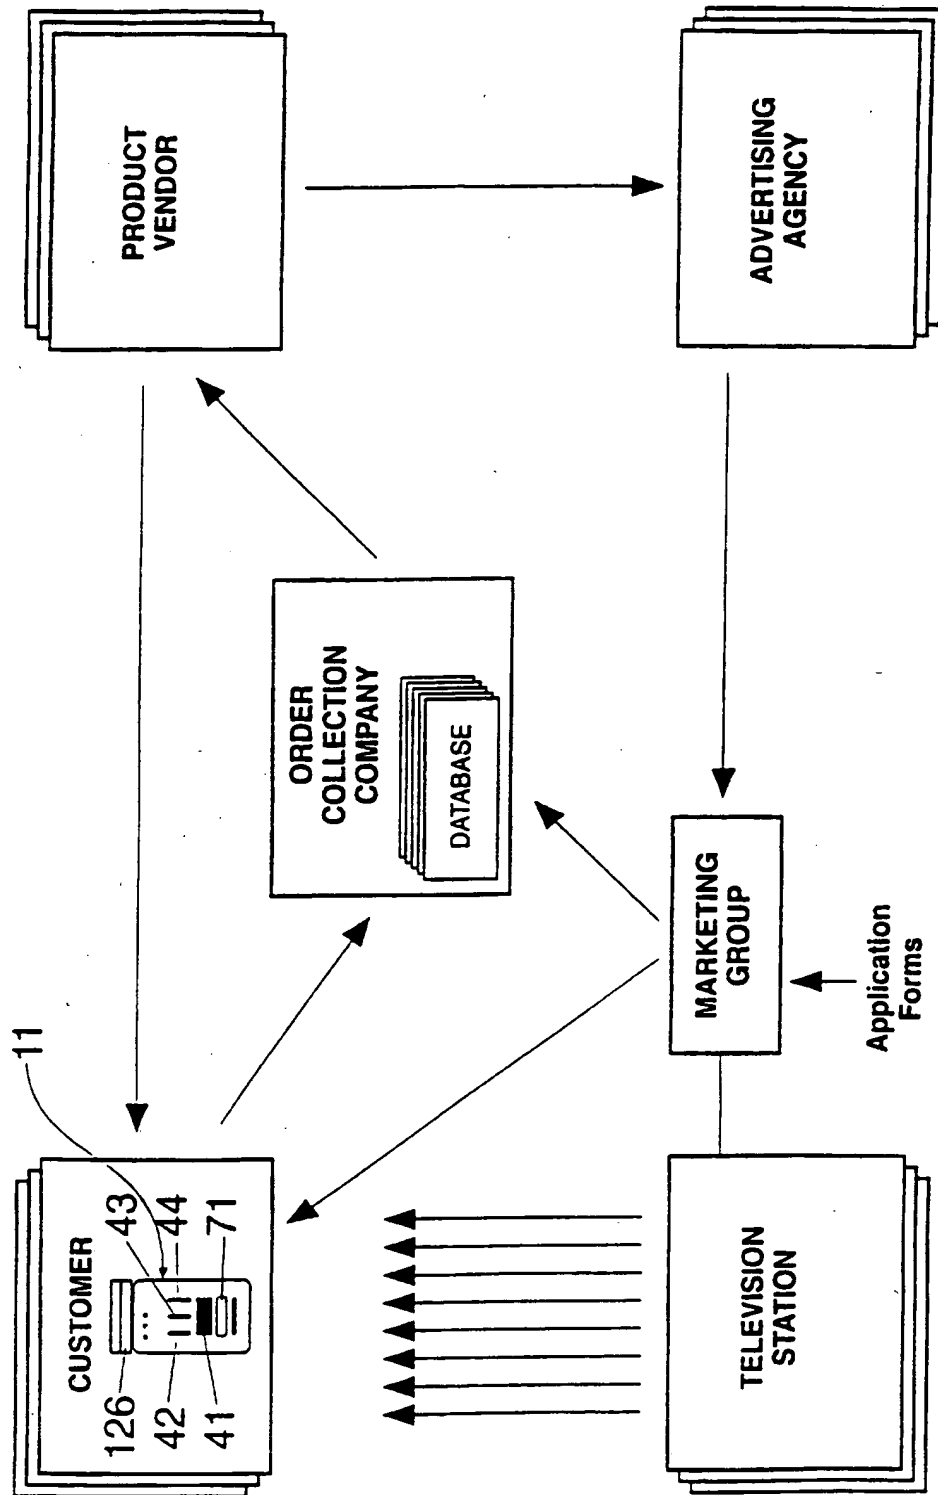 11
CUSTOMER
126
43
42
44
41
71
PRODUCT
VENDOR
ORDER
COLLECTION
COMPANY
DATABASE
TELEVISION
STATION
MARKETING
GROUP
Application
Forms
ADVERTISING
AGENCY